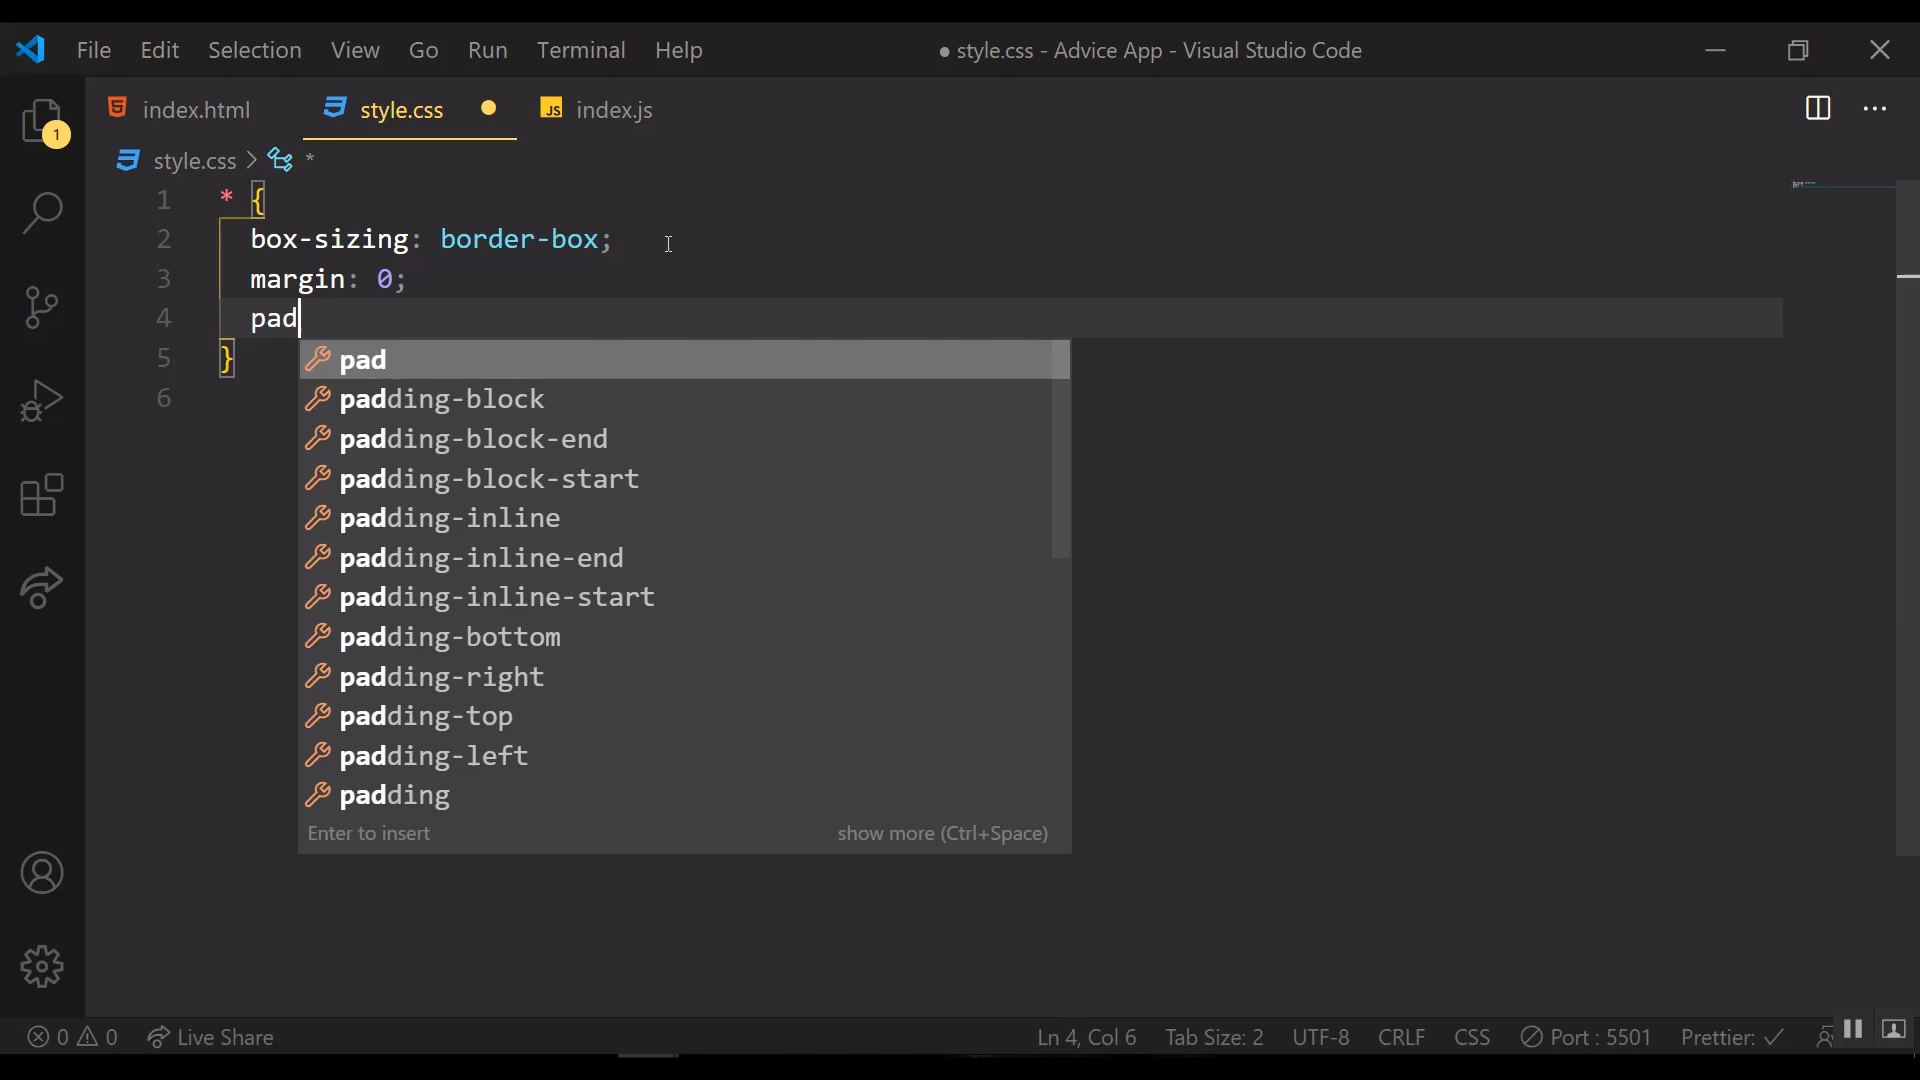 File Edit Selection View Go Run Terminal Help ● style.css - Advice App - Visual Studio Code
index.html style.css JS index.js
1
style.css > *
1 * {
2 box-sizing: border-box;
3 margin: 0;
4 pad
5 }
6
pad
padding-block
padding-block-end
padding-block-start
padding-inline
padding-inline-end
padding-inline-start
padding-bottom
padding-right
padding-top
padding-left
padding
Enter to insert show more (Ctrl+Space)
0 0 Live Share Ln 4, Col 6 Tab Size: 2 UTF-8 CRLF CSS Port : 5501 Prettier: ✓